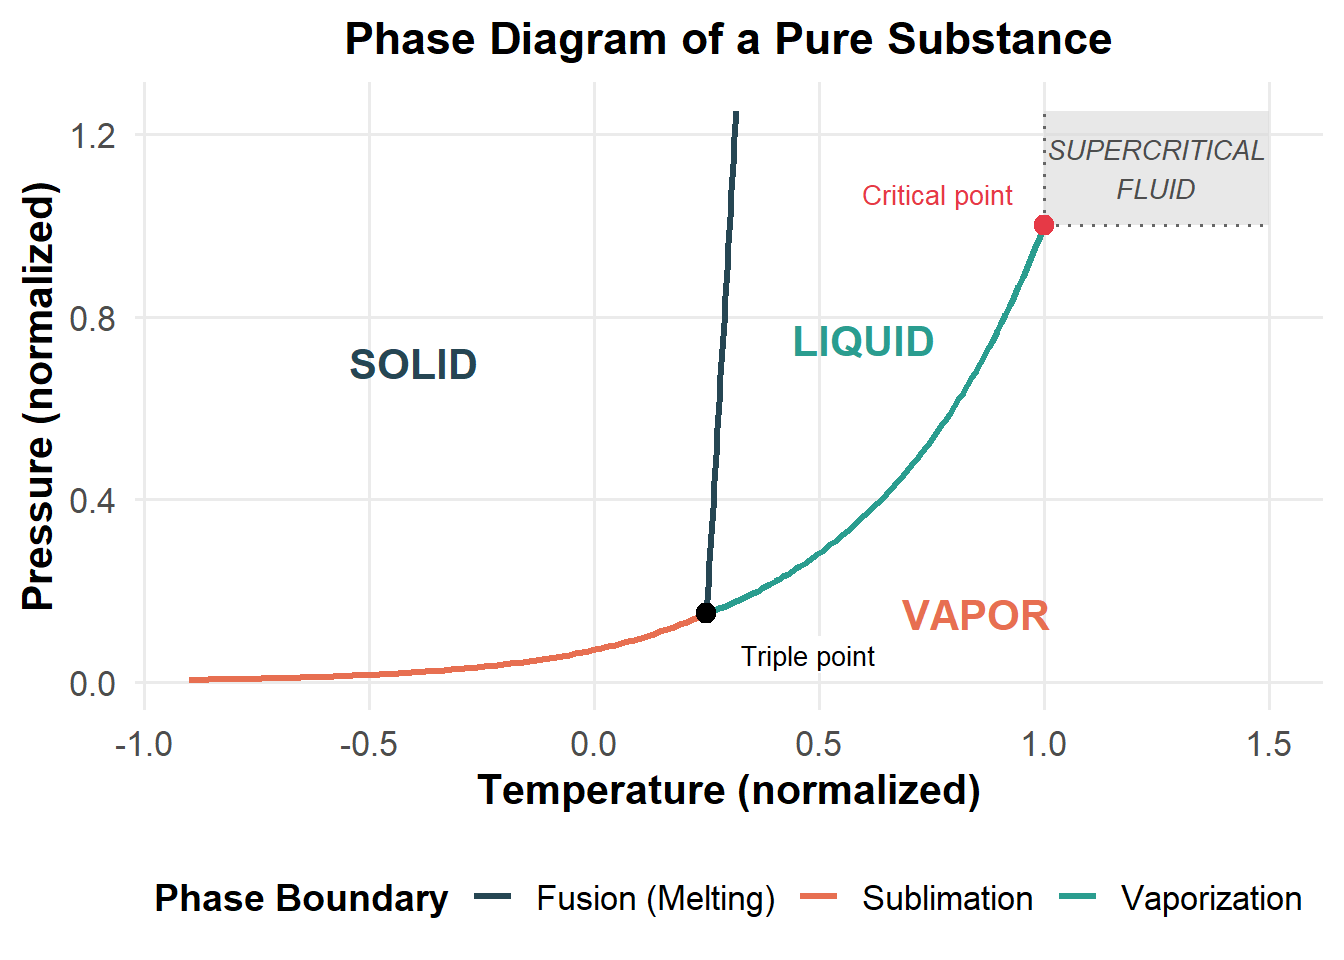 Phase Diagram of a Pure Substance
Pressure (normalized)
1.2
0.8
0.4
0.0
SUPERCRITICAL
FLUID
Critical point
LIQUID
SOLID
VAPOR
Triple point
-1.0 -0.5 0.0 0.5 1.0 1.5
Temperature (normalized)
Phase Boundary Fusion (Melting) Sublimation Vaporization